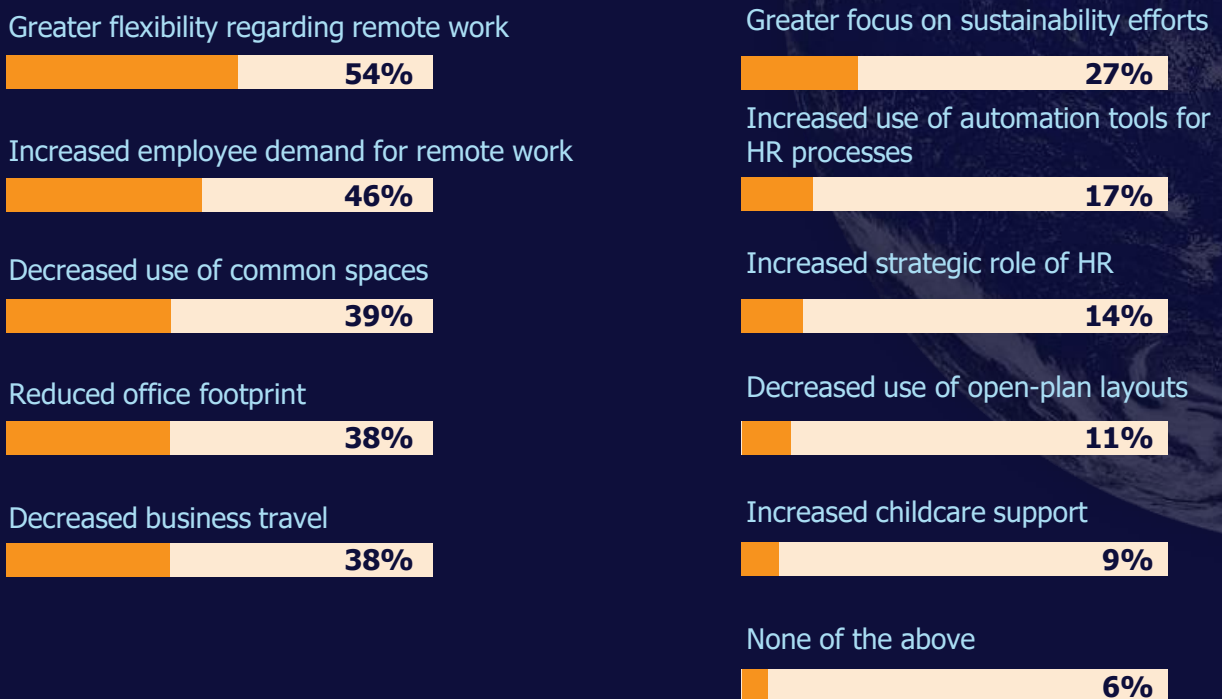 Greater flexibility regarding remote work
54%
Increased employee demand for remote work
46%
Decreased use of common spaces
39%
Reduced office footprint
38%
Decreased business travel
38%
Greater focus on sustainability efforts
27%
Increased use of automation tools for
HR processes
17%
Increased strategic role of HR
14%
Decreased use of open-plan layouts
11%
Increased childcare support
9%
None of the above
6%